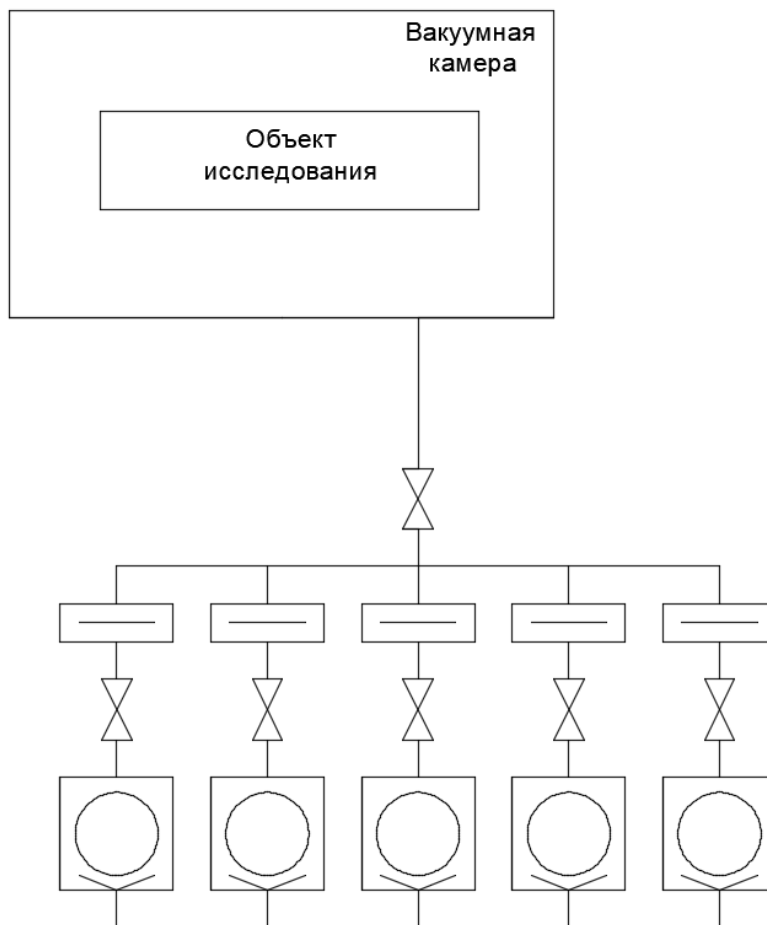 Вакуумная
камера
Объект
исследования